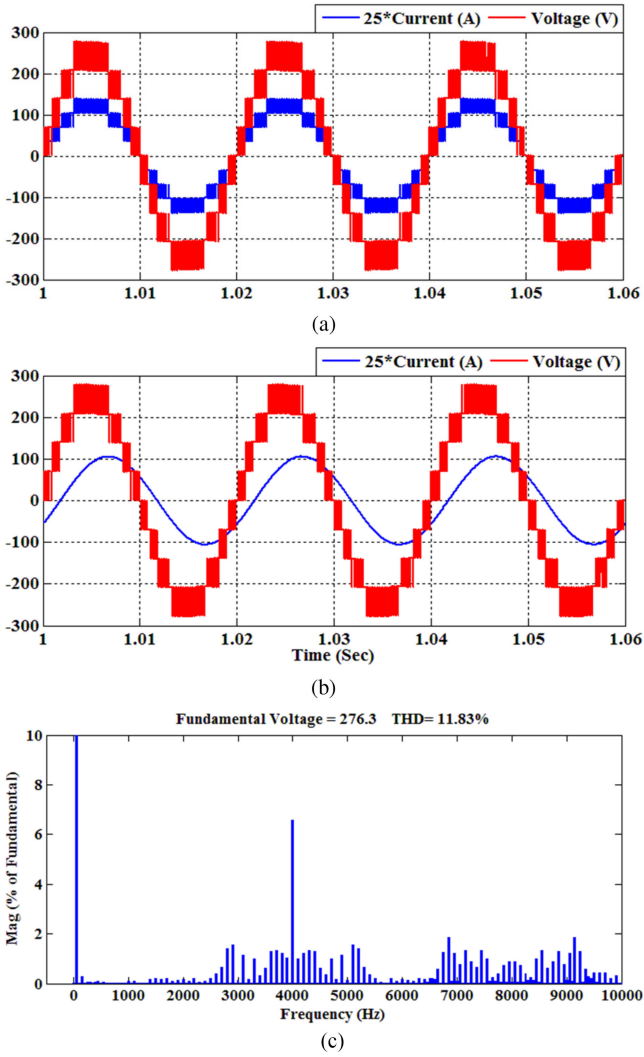 25*Current (A) Voltage (V)
300
200
100
0
-100
-200
-300
1 1.01 1.02 1.03 1.04 1.05 1.06
(a)
25*Current (A) Voltage (V)
300
200
100
0
-100
-200
-300
1 1.01 1.02 1.03 1.04 1.05 1.06
Time (Sec)
(b)
Fundamental Voltage = 276.3 THD= 11.83%
Mag (% of Fundamental)
10
8
6
4
2
0
0 1000 2000 3000 4000 5000 6000 7000 8000 9000 10000
Frequency (Hz)
(c)